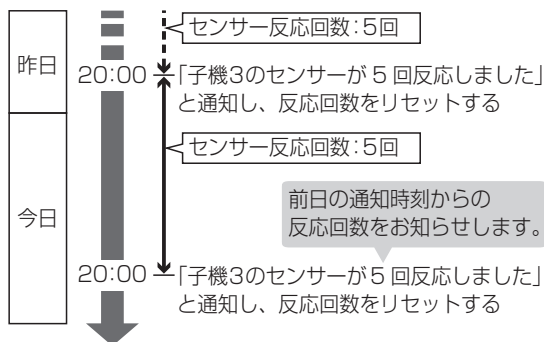 センサー反応回数:5回
昨日
20:00
「子機3のセンサーが5回反応しました」
と通知し、反応回数をリセットする
センサー反応回数:5回
今日
前日の通知時刻からの
反応回数をお知らせします。
20:00
「子機3のセンサーが5回反応しました」
と通知し、反応回数をリセットする